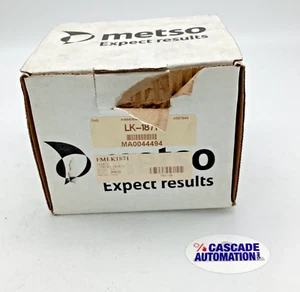 metso
Expect results
LK-1871
MA0044494
FMLK1871
metso
Expect results
% CASCADE
AUTOMATION